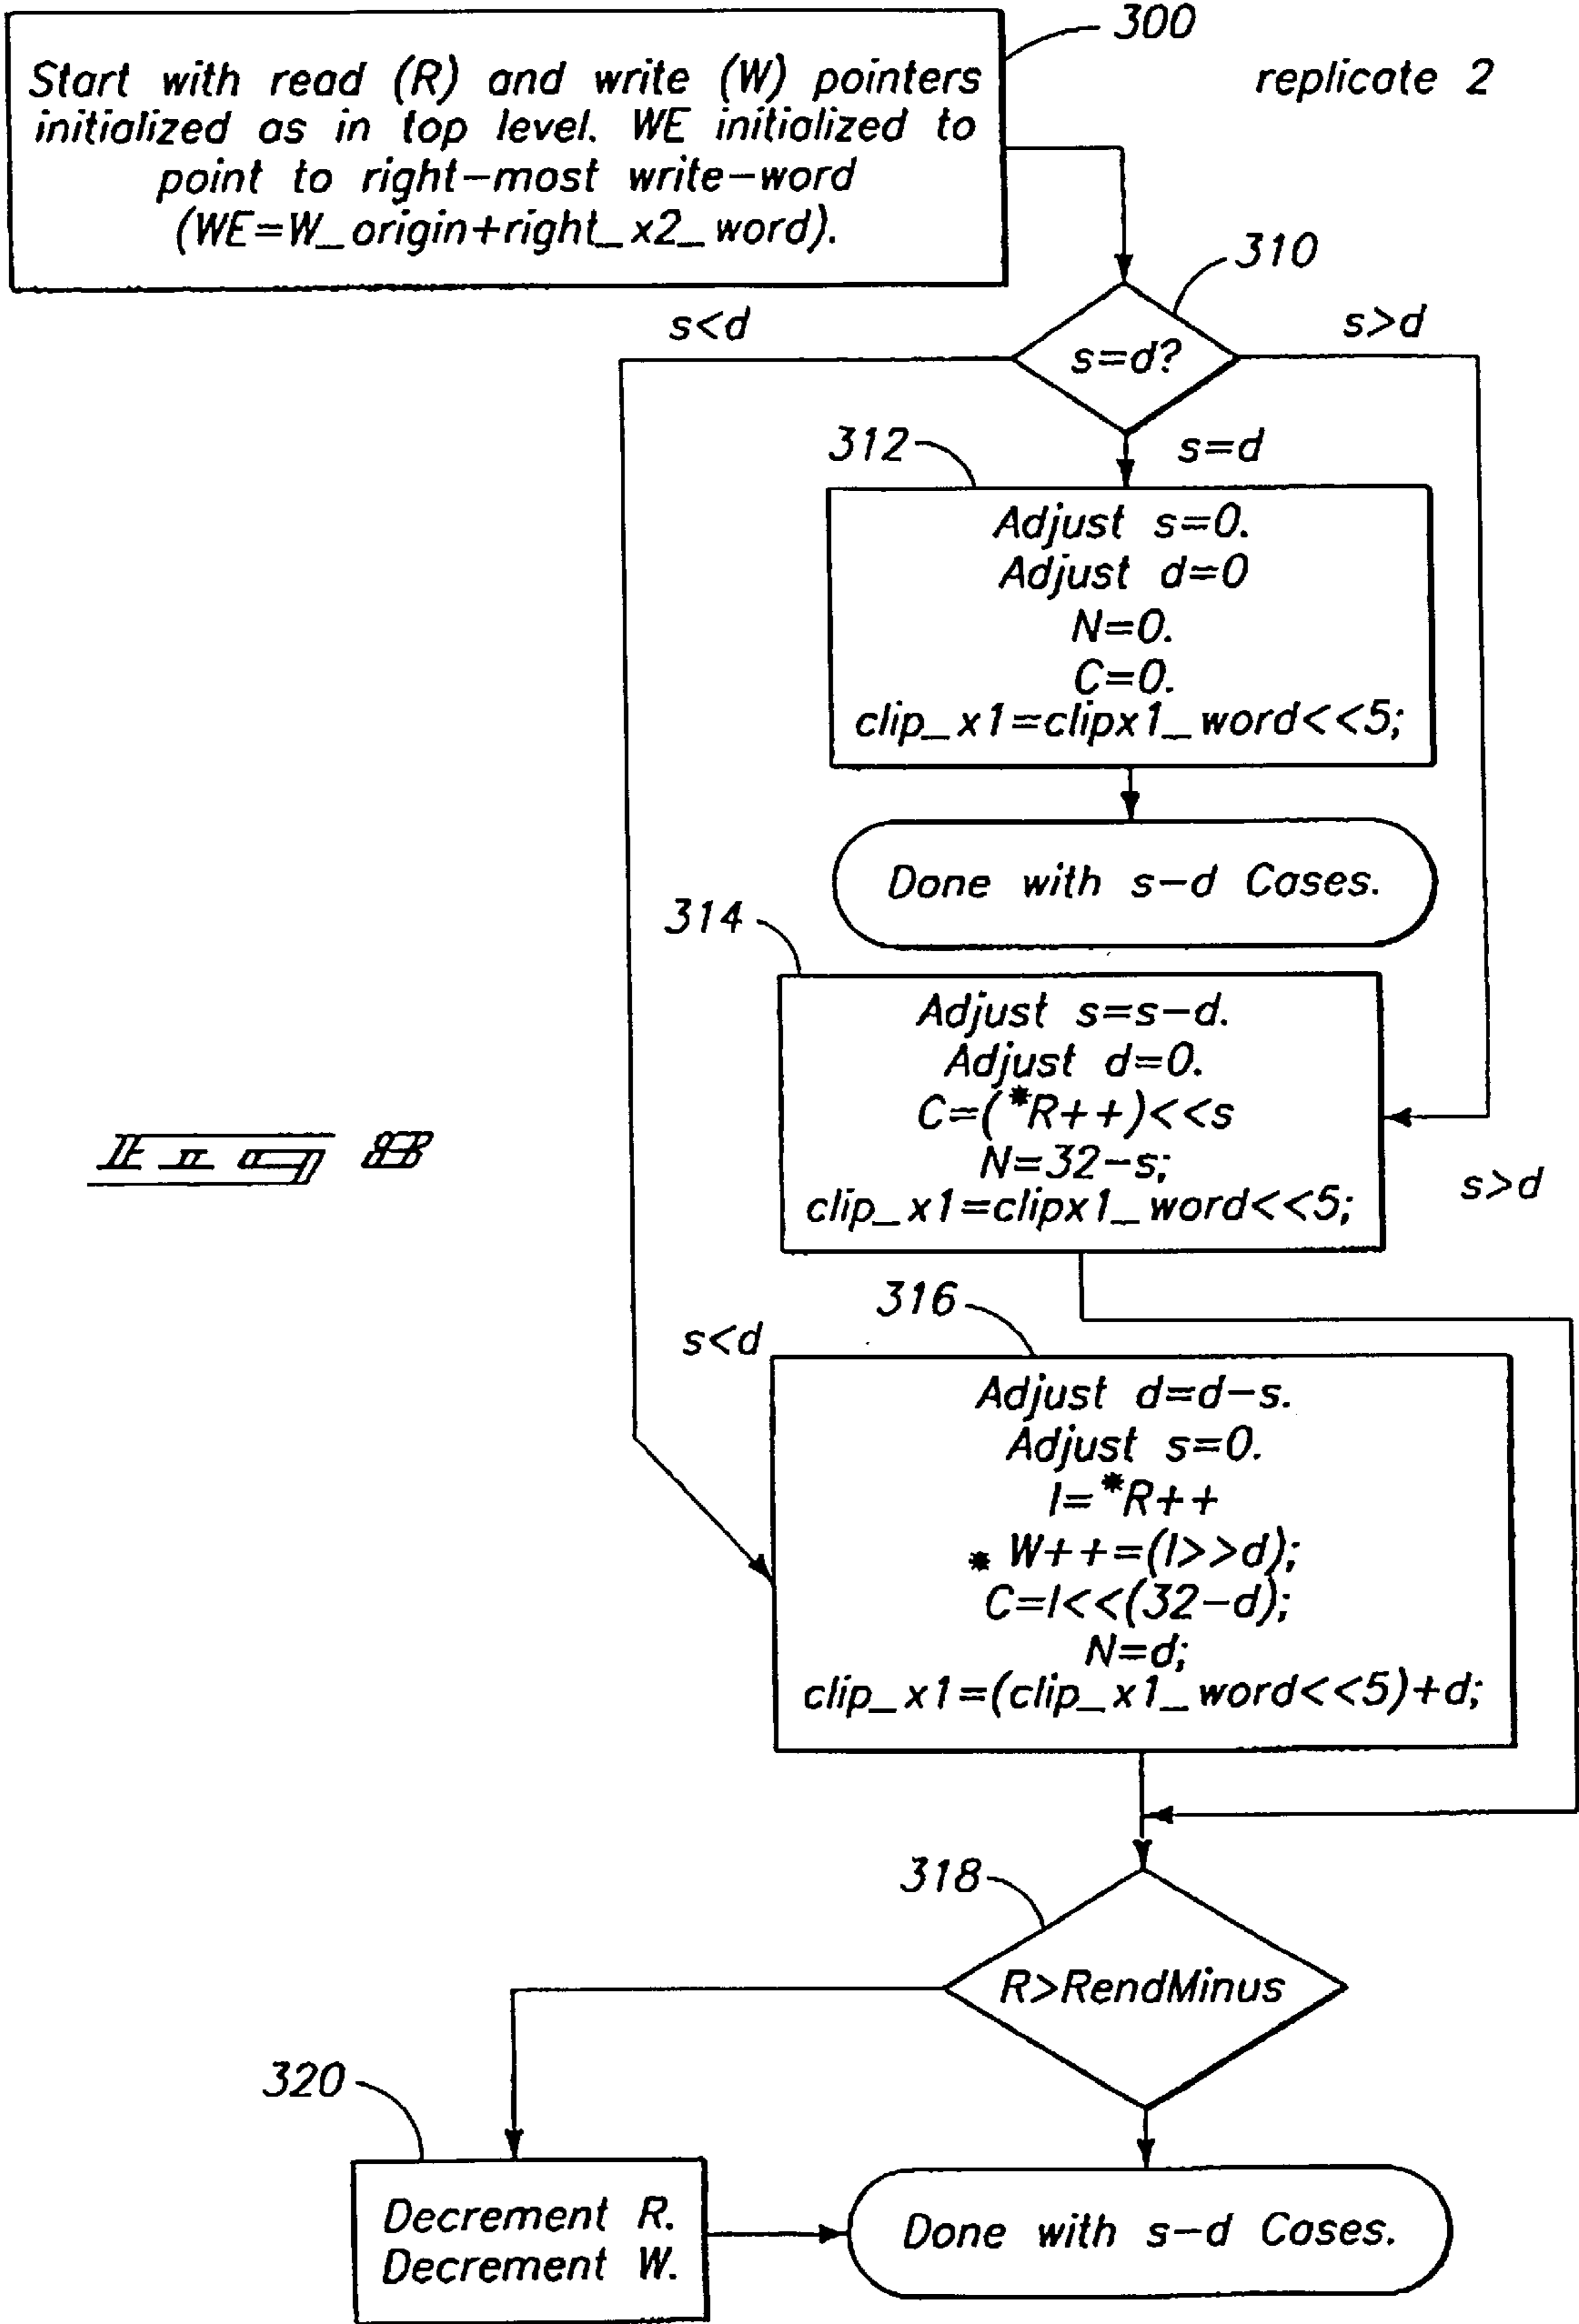 300
replicate 2
Start with read (R) and write (W) pointers
initialized as in top level. WE initialized to
point to right-most write-word
(WE=W_origin+right_x2_word).
310
s<d
s>d
s=d?
312
s=d
Adjust s=0.
Adjust d=0
N=0.
C=0.
clip_x1=clipx1_word<<5;
Done with s-d Cases.
314
Adjust s=s-d.
Adjust d=0.
C=(*R++)<<s
N=32-s;
clip_x1=clipx1_word<<5;
s>d
Fig 8
316
s<d
Adjust d=d-s.
Adjust s=0.
I=*R++
*W++=(I>>d);
C=I<<(32-d);
N=d;
clip_x1=(clip_x1_word<<5)+d;
318
R>RendMinus
320
Decrement R.
Decrement W.
Done with s-d Cases.